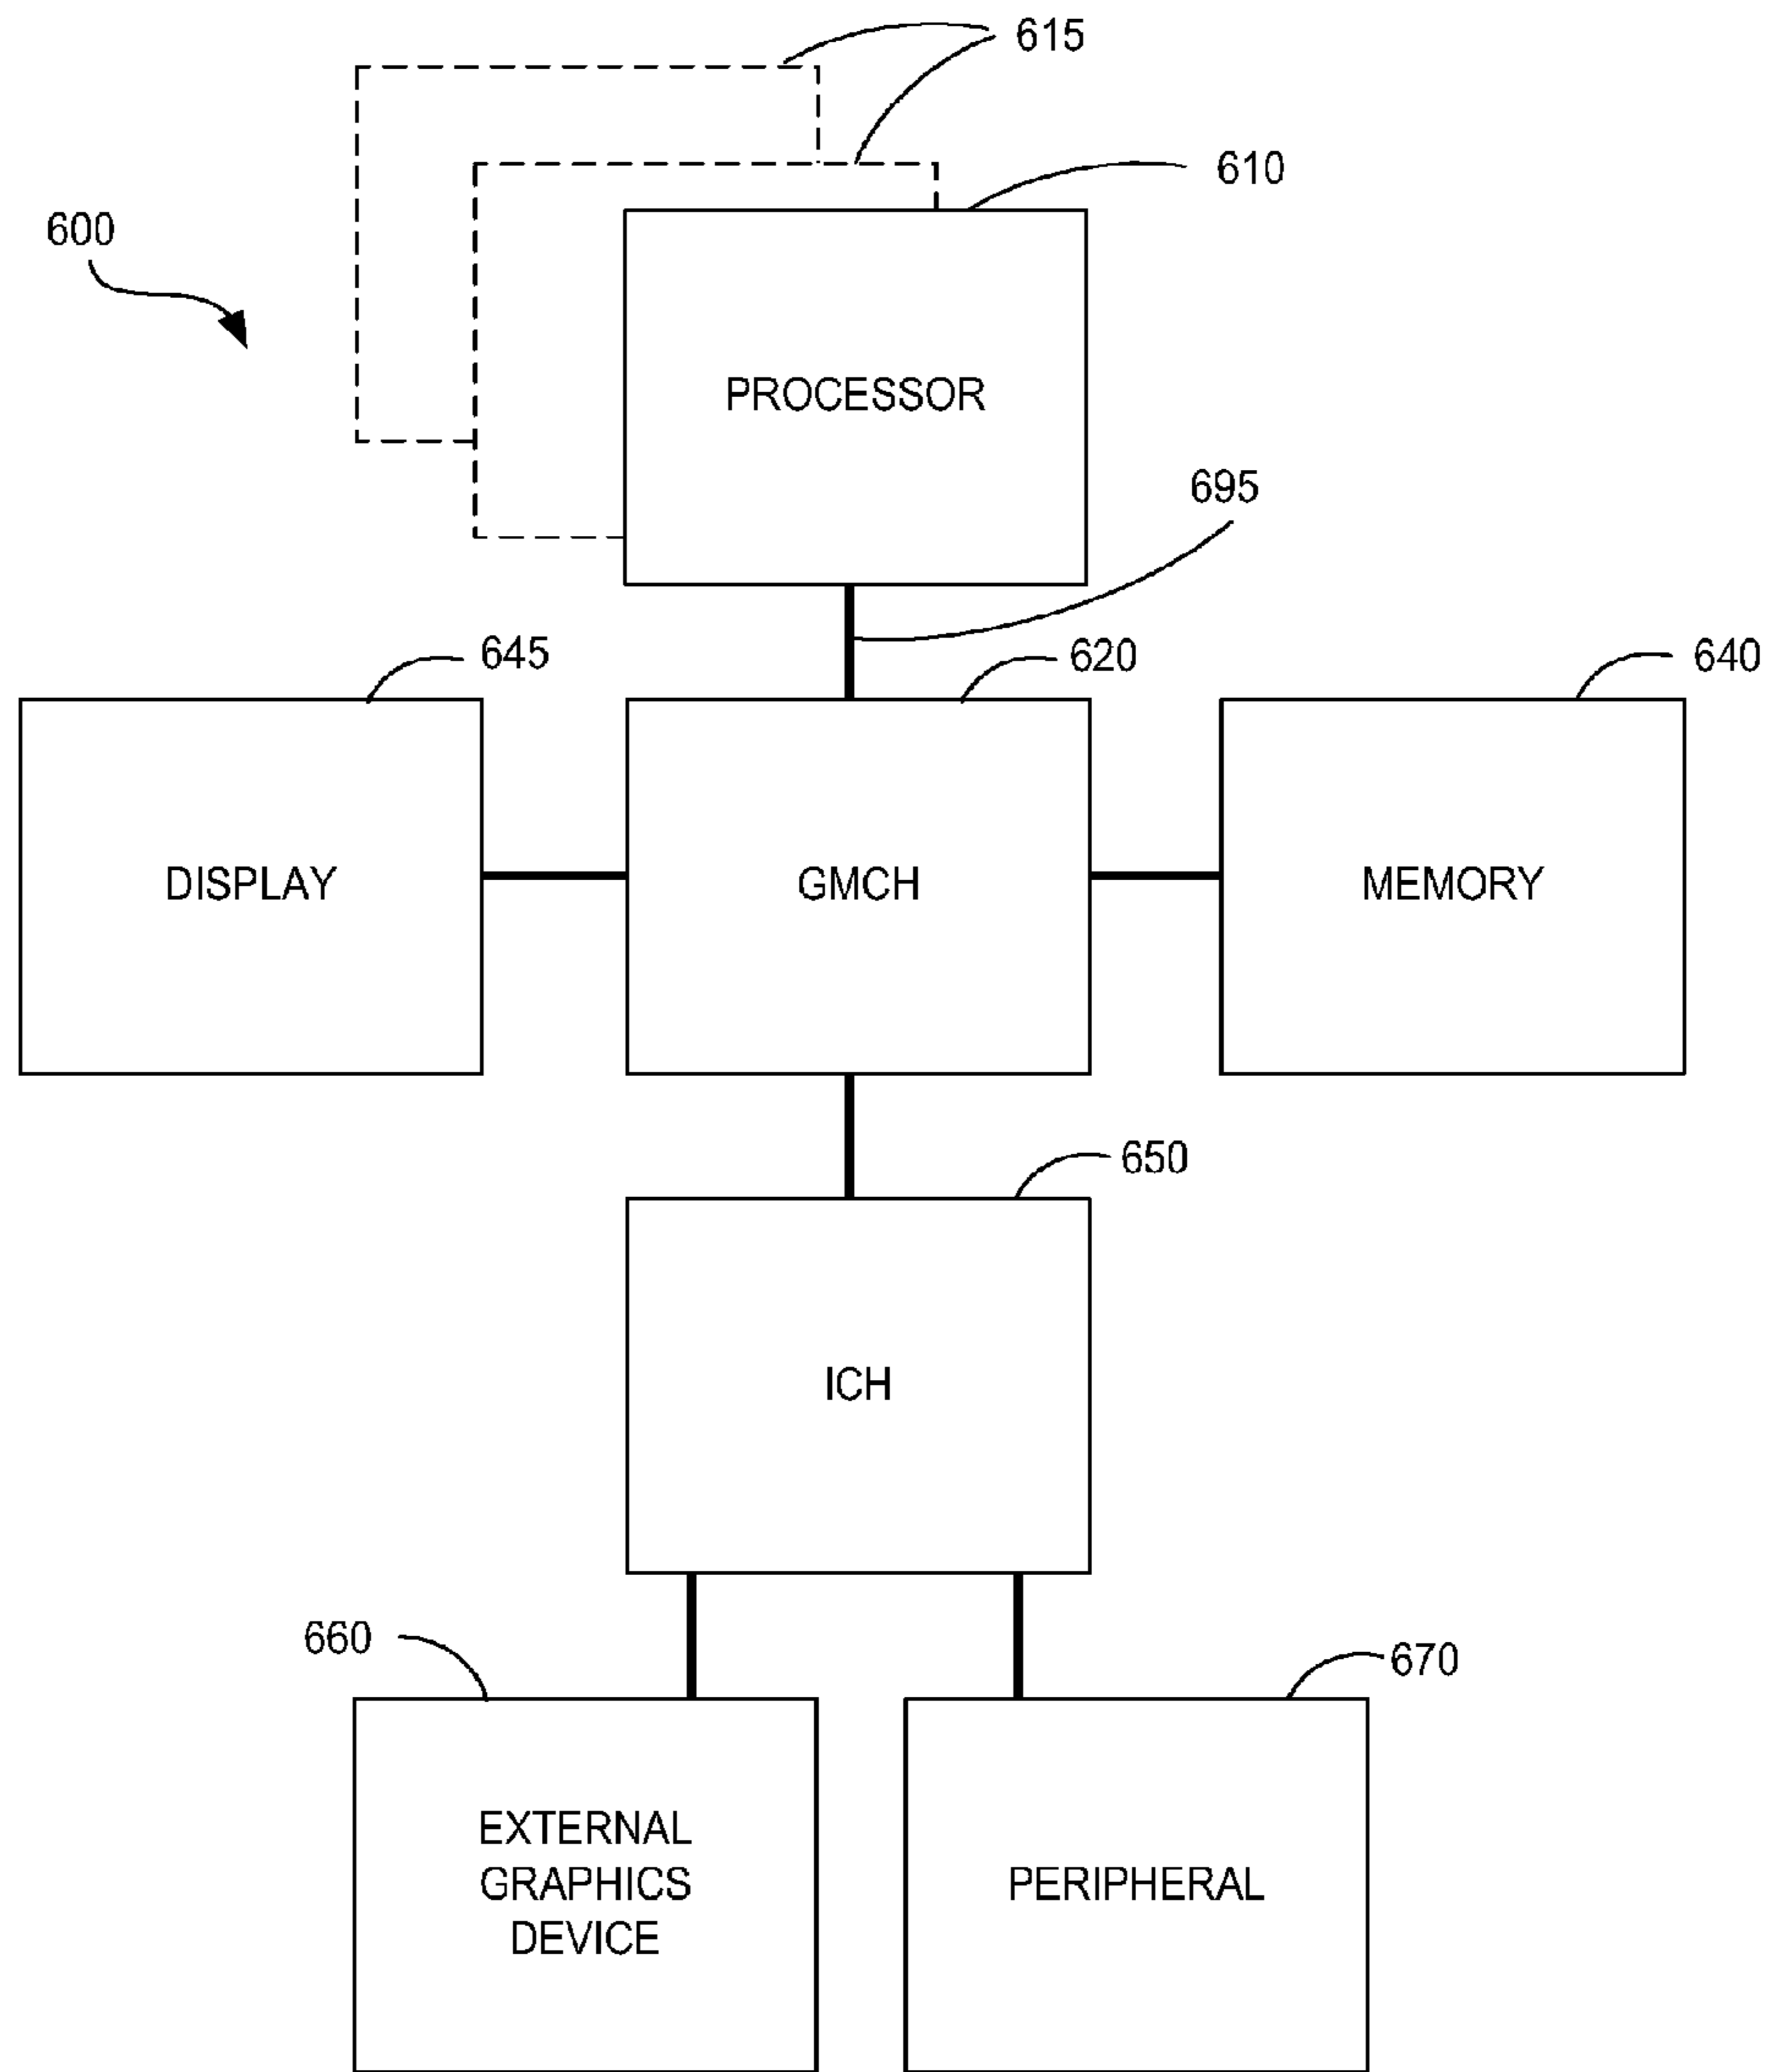 615
610
600
PROCESSOR
695
645
620
640
DISPLAY
GMCH
MEMORY
650
ICH
660
670
EXTERNAL
GRAPHICS
DEVICE
PERIPHERAL